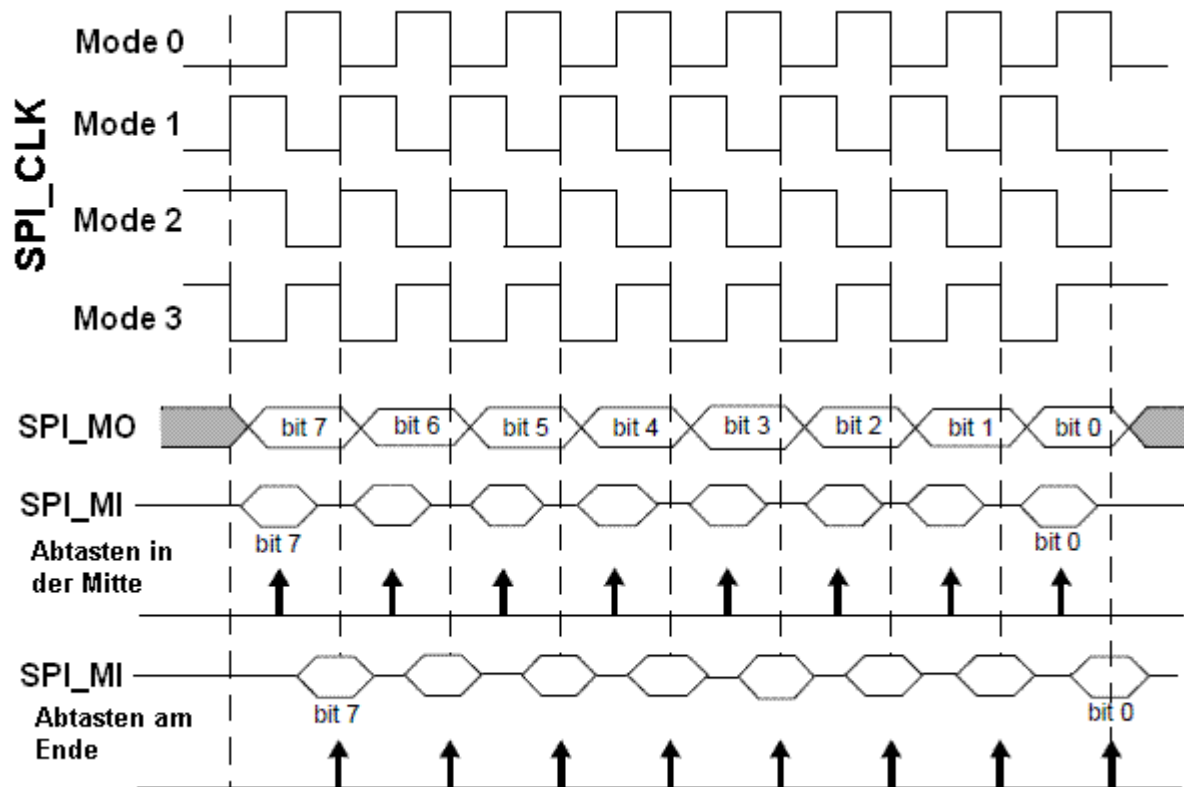 SPI_CLK
Mode 0
Mode 1
Mode 2
Mode 3
SPI_MO
bit 7 bit 6 bit 5 bit 4 bit 3 bit 2 bit 1 bit 0
SPI_MI
bit 7 bit 0
Abtasten in
der Mitte
SPI_MI
bit 7 bit 0
Abtasten am
Ende